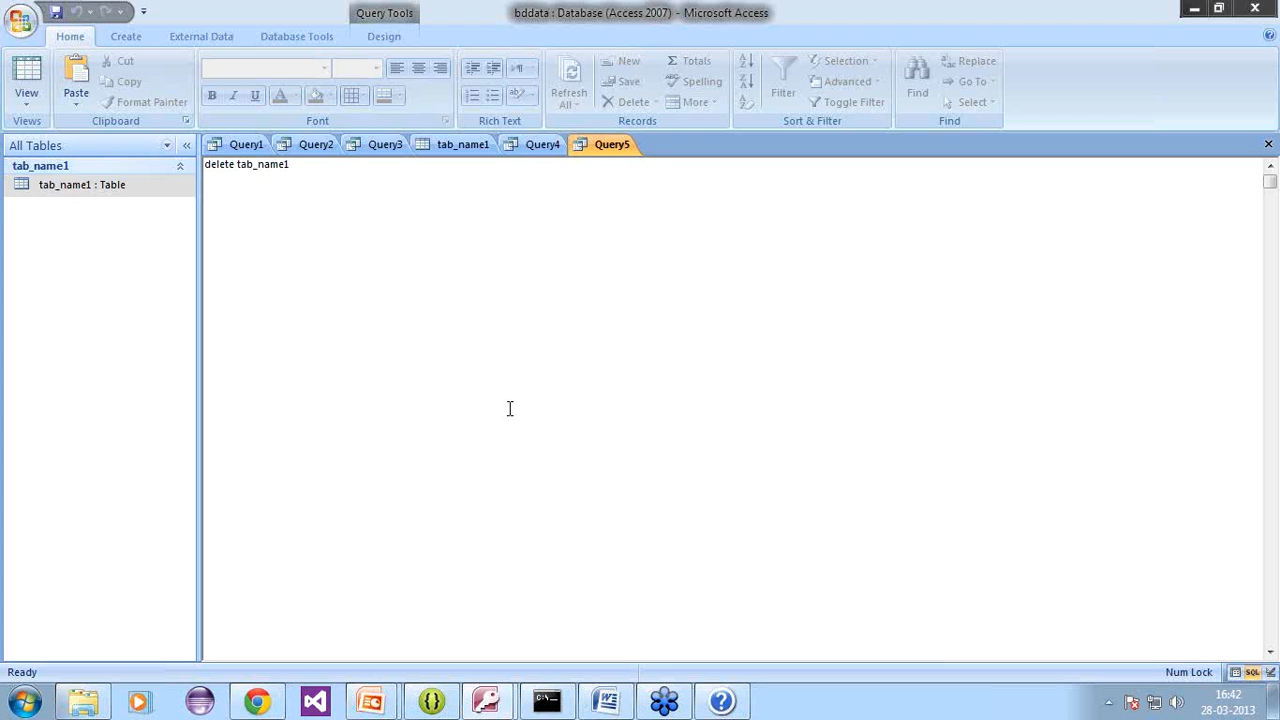 Query Tools
bddata : Database (Access 2007) - Microsoft Access
Home Create External Data Database Tools Design
View
Views
Paste
Cut
Copy
Format Painter
Clipboard
B I U A
Font
Rich Text
Refresh All
New
Save
Delete
Totals
Spelling
More
Records
Filter
Selection
Advanced
Toggle Filter
Sort & Filter
Find
Replace
Go To
Select
Find
All Tables
tab_name1
tab_name1 : Table
Query1 Query2 Query3 tab_name1 Query4 Query5
delete tab_name1
Ready
Num Lock
SQL
16:42
28-03-2013